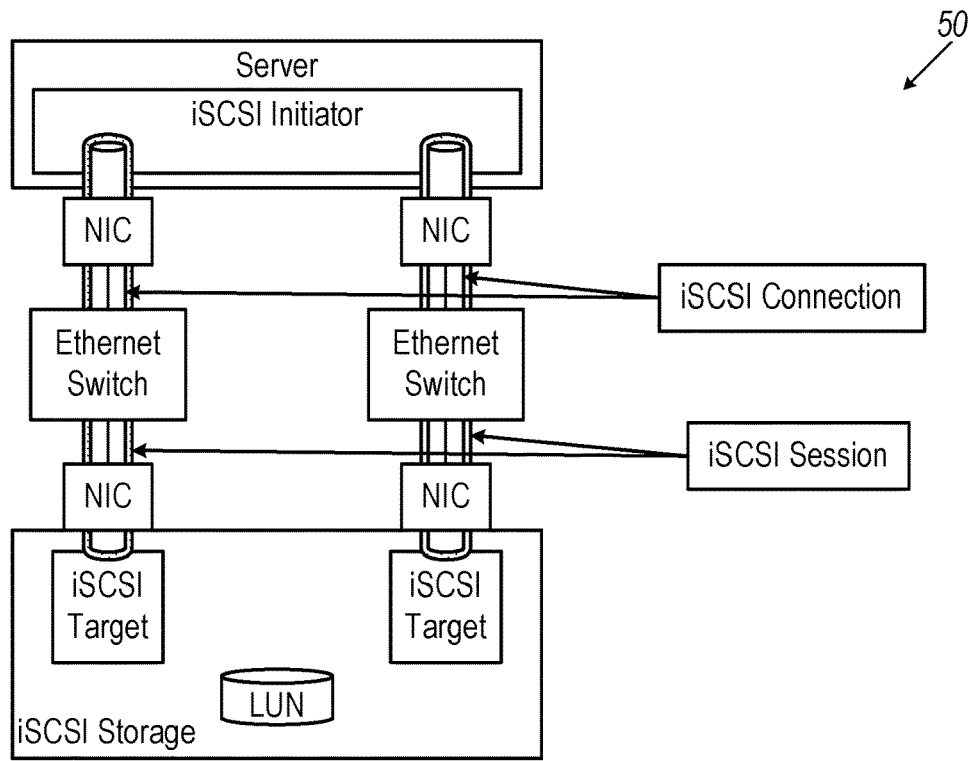 50
Server
iSCSI Initiator
NIC
NIC
iSCSI Connection
Ethernet
Switch
Ethernet
Switch
iSCSI Session
NIC
NIC
iSCSI
Target
iSCSI
Target
LUN
iSCSI Storage